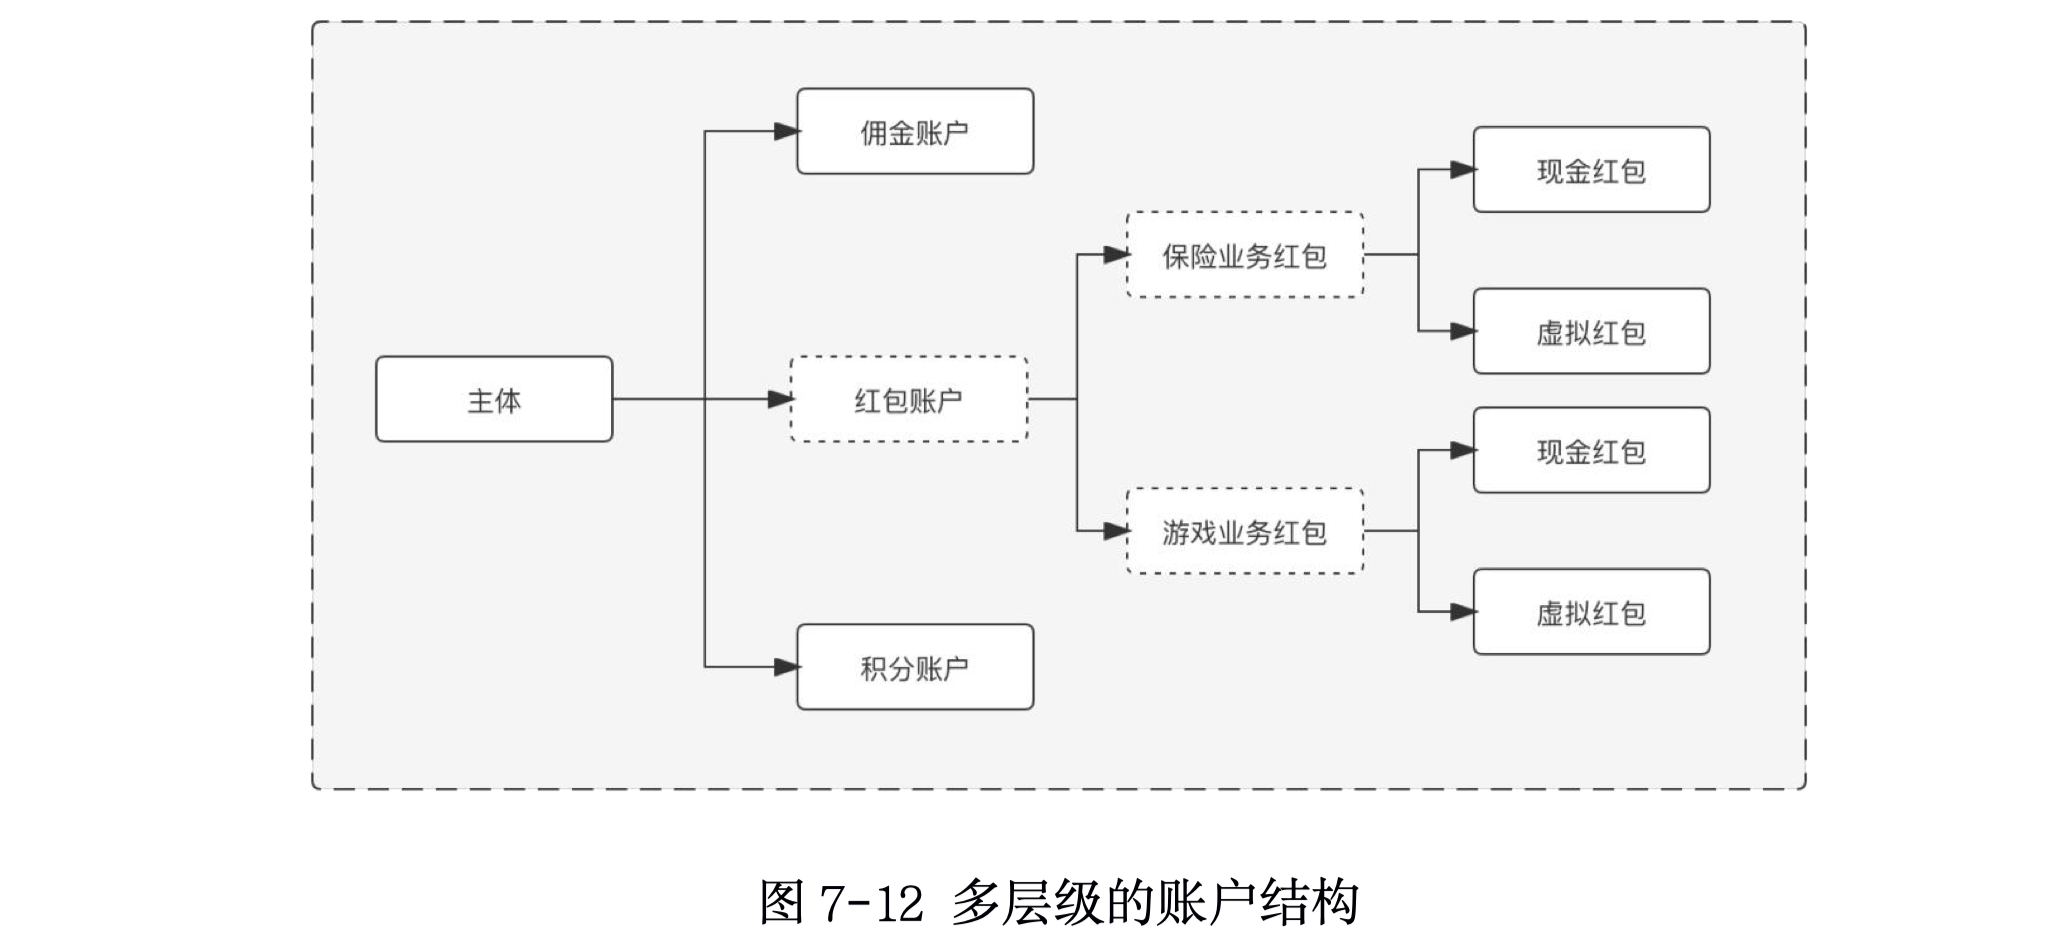 佣金账户
现金红包
保险业务红包
虚拟红包
主体
红包账户
现金红包
游戏业务红包
虚拟红包
积分账户
图 7-12 多层级的账户结构